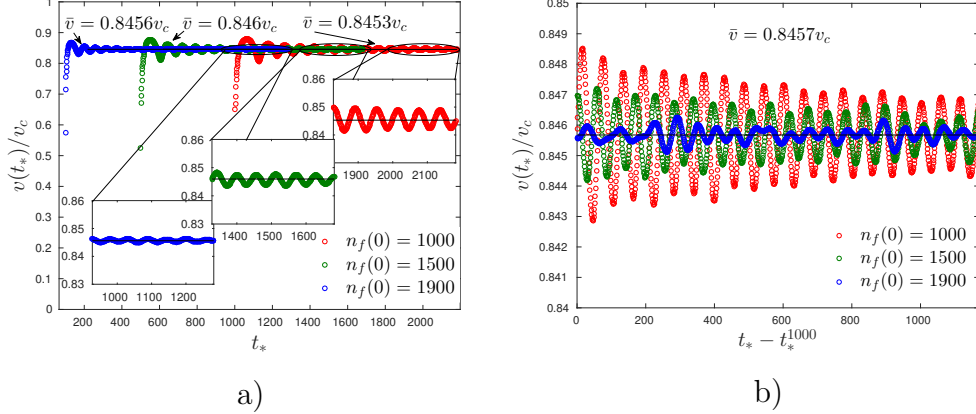 v̄ = 0.8456v_c
v̄ = 0.846v_c
v̄ = 0.8453v_c
v(t_*)/v_c
1
0.9
0.8
0.7
0.6
0.5
0.4
0.3
0.2
0.1
0
0.86
0.85
0.84
0.83
1000 1100 1200
0.86
0.85
0.84
0.83
1400 1500 1600
0.86
0.84
1900 2000 2100
n_f(0) = 1000
n_f(0) = 1500
n_f(0) = 1900
200 400 600 800 1000 1200 1400 1600 1800 2000
t_*
a)
v̄ = 0.8457v_c
v(t_*)/v_c
0.85
0.849
0.848
0.847
0.846
0.845
0.844
0.843
0.842
0.841
0.84
n_f(0) = 1000
n_f(0) = 1500
n_f(0) = 1900
0 200 400 600 800 1000
t_* − t_*^{1000}
b)